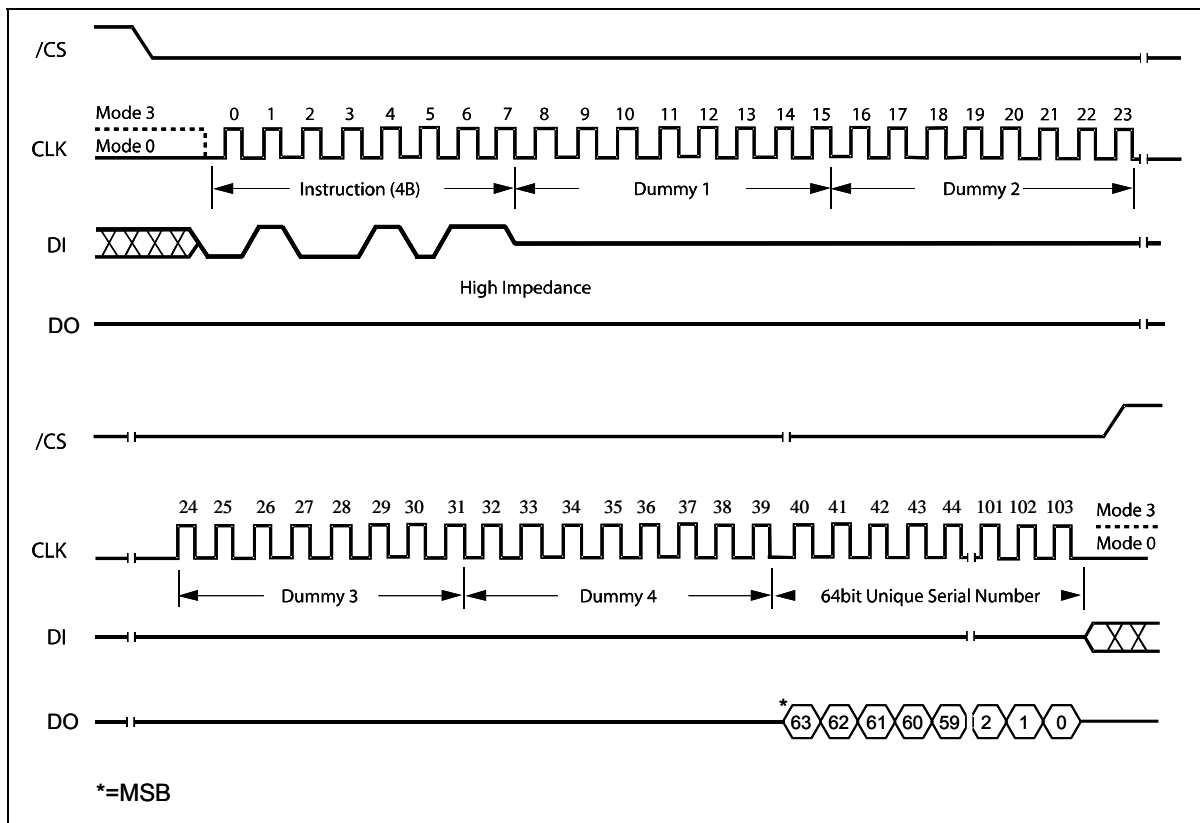 /CS
Mode 3
0 1 2 3 4 5 6 7 8 9 10 11 12 13 14 15 16 17 18 19 20 21 22 23
CLK
Mode 0
Instruction (4B) Dummy 1 Dummy 2
DI
High Impedance
DO
/CS
24 25 26 27 28 29 30 31 32 33 34 35 36 37 38 39 40 41 42 43 44 101 102 103
Mode 3
CLK
Mode 0
Dummy 3 Dummy 4 64bit Unique Serial Number
DI
*
DO 63 62 61 60 59 2 1 0
*=MSB